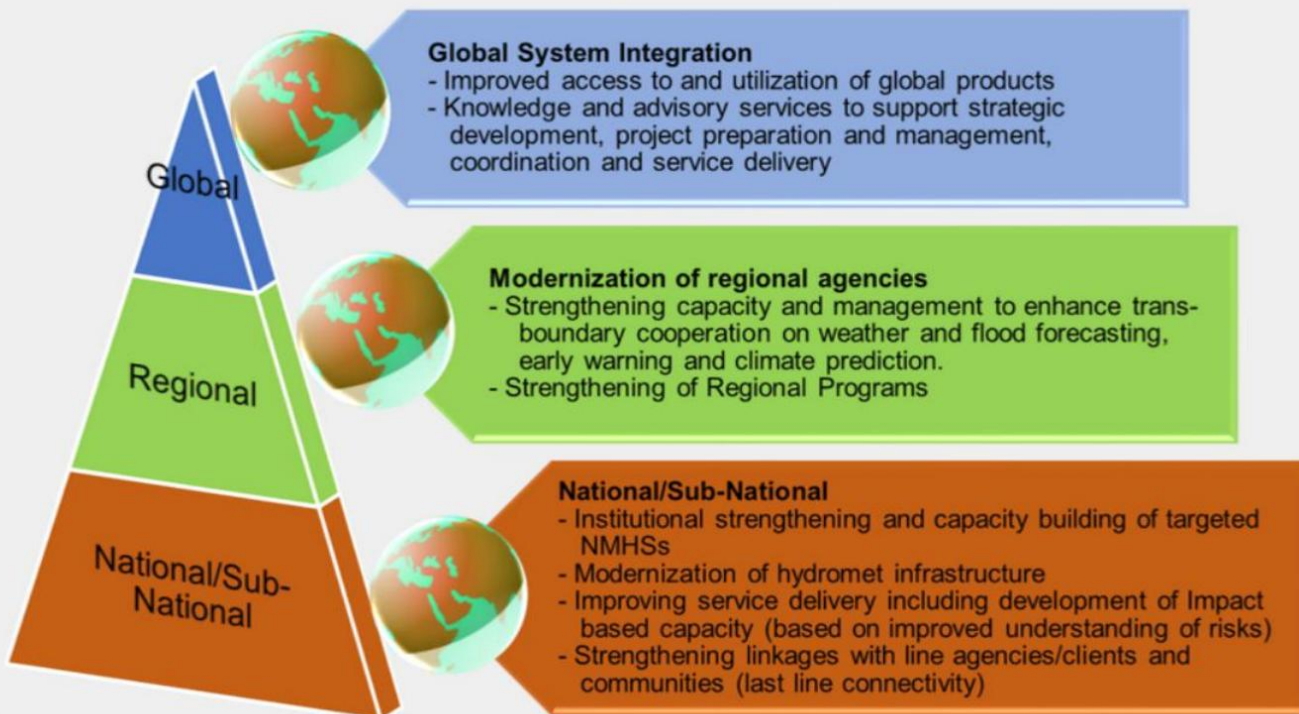 Global System Integration
- Improved access to and utilization of global products
- Knowledge and advisory services to support strategic
development, project preparation and management,
coordination and service delivery
Global
Modernization of regional agencies
- Strengthening capacity and management to enhance trans-
boundary cooperation on weather and flood forecasting,
early warning and climate prediction.
- Strengthening of Regional Programs
Regional
National/Sub-National
- Institutional strengthening and capacity building of targeted
NMHSs
- Modernization of hydromet infrastructure
- Improving service delivery including development of Impact
based capacity (based on improved understanding of risks)
- Strengthening linkages with line agencies/clients and
communities (last line connectivity)
National/Sub-
National